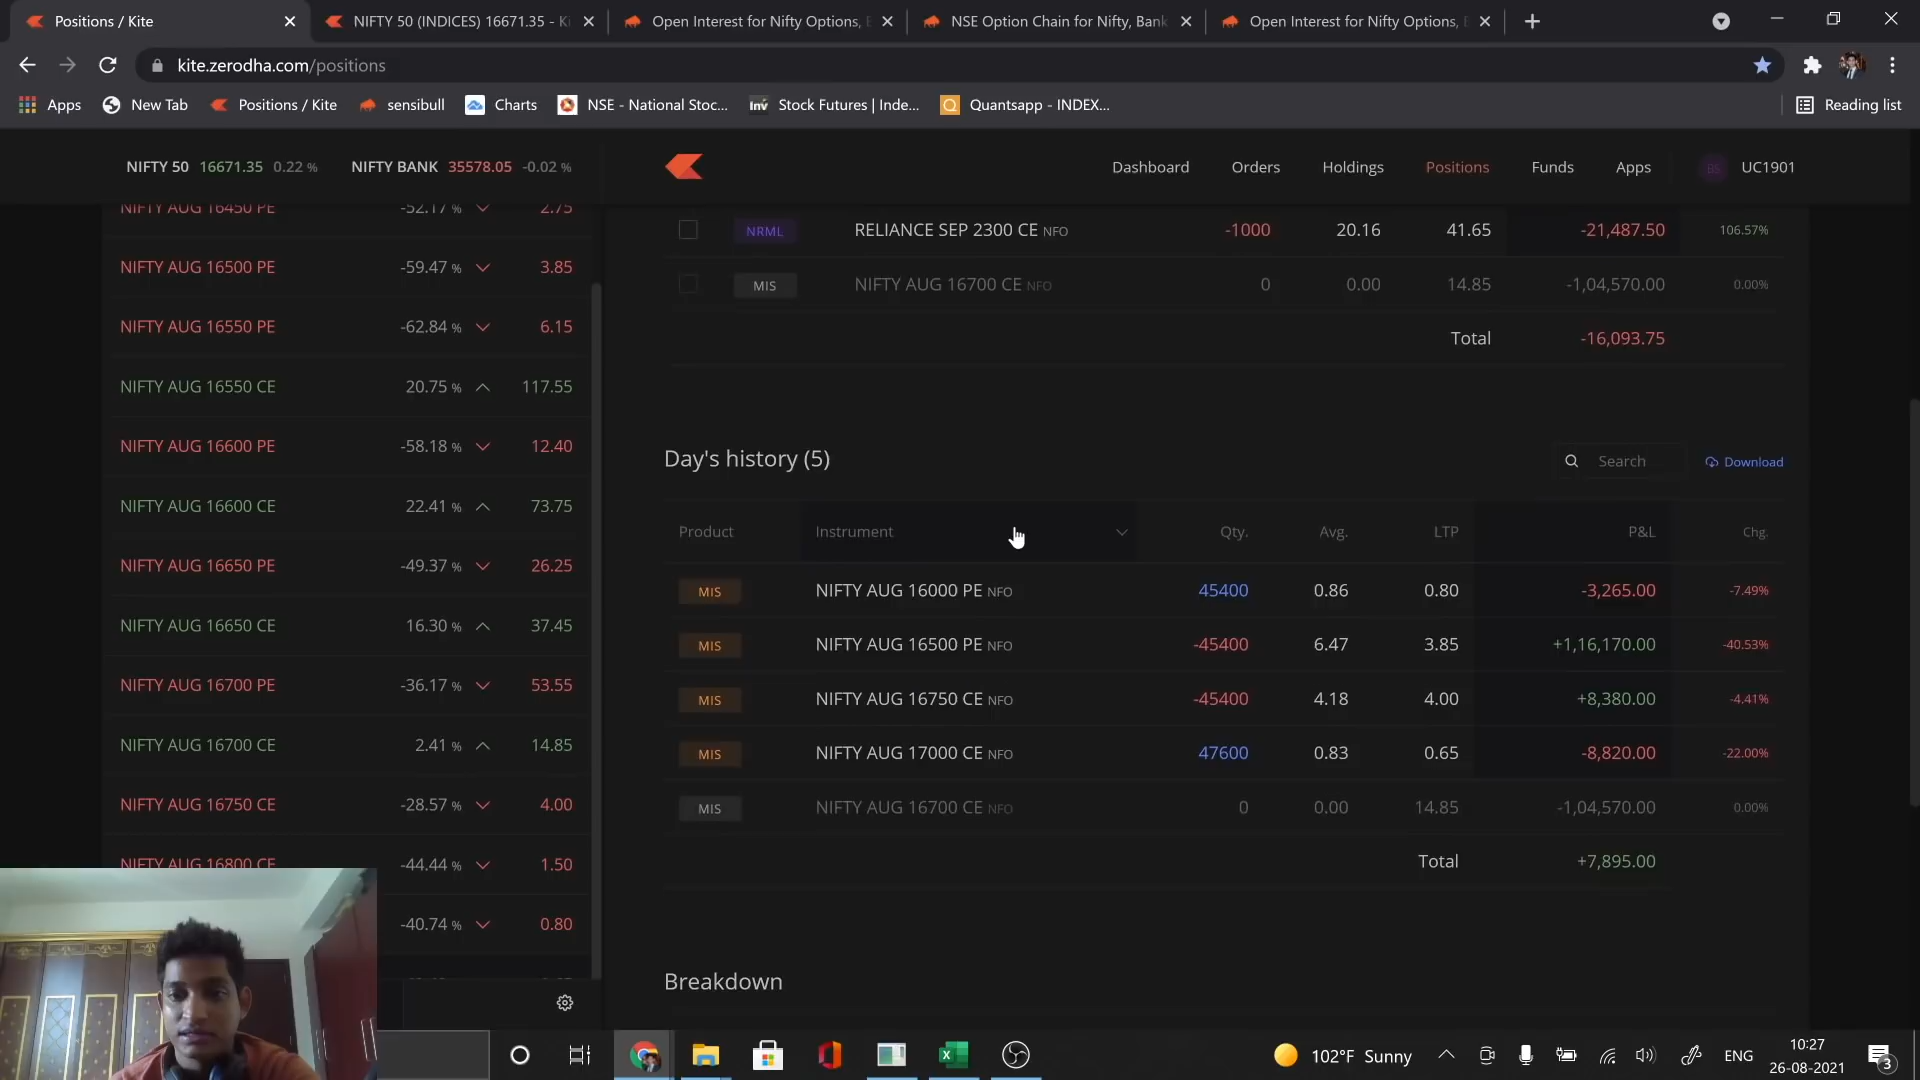 Positions / Kite
NIFTY 50 (INDICES) 16671.35 - Ki
Open Interest for Nifty Options,
NSE Option Chain for Nifty, Bank
Open Interest for Nifty Options,
kite.zerodha.com/positions
Apps
New Tab
Positions / Kite
sensibull
Charts
NSE - National Stoc...
Inv Stock Futures | Inde...
Quantsapp - INDEX...
Reading list
NIFTY 50 16671.35 0.22 %
NIFTY BANK 35578.05 -0.02 %
Dashboard
Orders
Holdings
Positions
Funds
Apps
BS UC1901
NIFTY AUG 16450 PE -52.17 % 2.75
NIFTY AUG 16500 PE -59.47 % 3.85
NIFTY AUG 16550 PE -62.84 % 6.15
NIFTY AUG 16550 CE 20.75 % 117.55
NIFTY AUG 16600 PE -58.18 % 12.40
NIFTY AUG 16600 CE 22.41 % 73.75
NIFTY AUG 16650 PE -49.37 % 26.25
NIFTY AUG 16650 CE 16.30 % 37.45
NIFTY AUG 16700 PE -36.17 % 53.55
NIFTY AUG 16700 CE 2.41 % 14.85
NIFTY AUG 16750 CE -28.57 % 4.00
NIFTY AUG 16800 CE -44.44 % 1.50
-40.74 % 0.80
NRML RELIANCE SEP 2300 CE NFO -1000 20.16 41.65 -21,487.50 106.57%
MIS NIFTY AUG 16700 CE NFO 0 0.00 14.85 -1,04,570.00 0.00%
Total -16,093.75
Day's history (5)
Search
Download
Product Instrument Qty. Avg. LTP P&L Chg.
MIS NIFTY AUG 16000 PE NFO 45400 0.86 0.80 -3,265.00 -7.49%
MIS NIFTY AUG 16500 PE NFO -45400 6.47 3.85 +1,16,170.00 -40.53%
MIS NIFTY AUG 16750 CE NFO -45400 4.18 4.00 +8,380.00 -4.41%
MIS NIFTY AUG 17000 CE NFO 47600 0.83 0.65 -8,820.00 -22.00%
MIS NIFTY AUG 16700 CE NFO 0 0.00 14.85 -1,04,570.00 0.00%
Total +7,895.00
Breakdown
102°F Sunny
ENG
10:27
26-08-2021
3